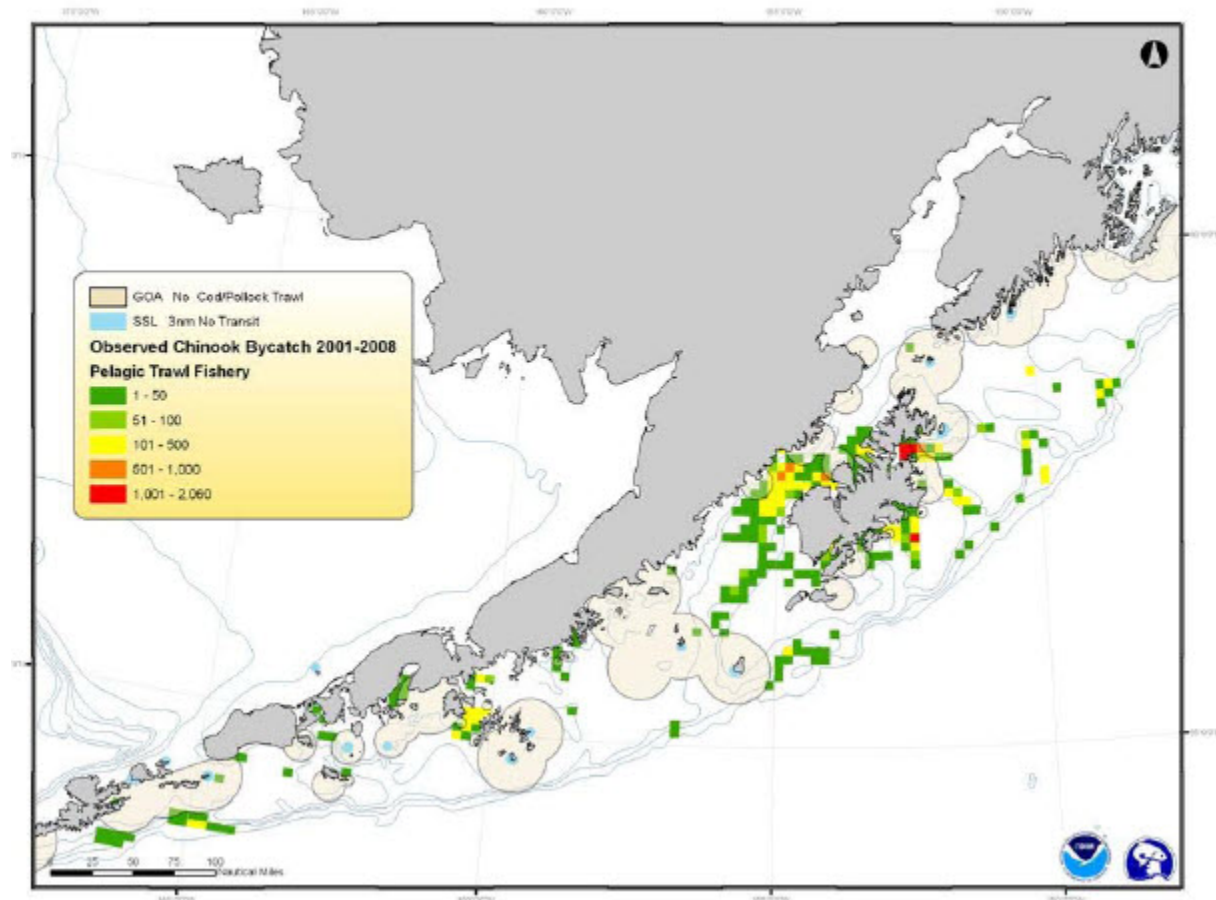 GOA No Cod/Pollock Trawl
SSL 3nm No Transit
Observed Chinook Bycatch 2001-2008
Pelagic Trawl Fishery
1 - 50
51 - 100
101 - 500
501 - 1,000
1,001 - 2,060
0 25 50 75 100
Nautical Miles